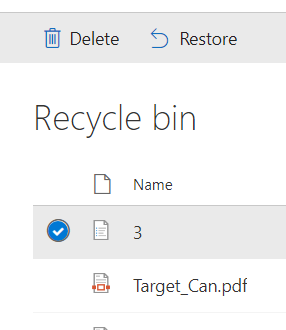 Delete Restore
Recycle bin
Name
3
Target_Can.pdf